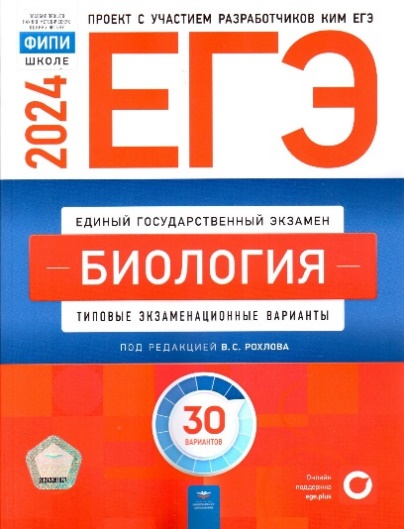 ПРОЕКТ С УЧАСТИЕМ РАЗРАБОТЧИКОВ КИМ ЕГЭ
ФИПИ
ШКОЛЕ
2024
ЕГЭ
ЕДИНЫЙ ГОСУДАРСТВЕННЫЙ ЭКЗАМЕН
БИОЛОГИЯ
ТИПОВЫЕ ЭКЗАМЕНАЦИОННЫЕ ВАРИАНТЫ
ПОД РЕДАКЦИЕЙ В.С. РОХЛОВА
30
ВАРИАНТОВ
Онлайн
поддержка
ege.plus